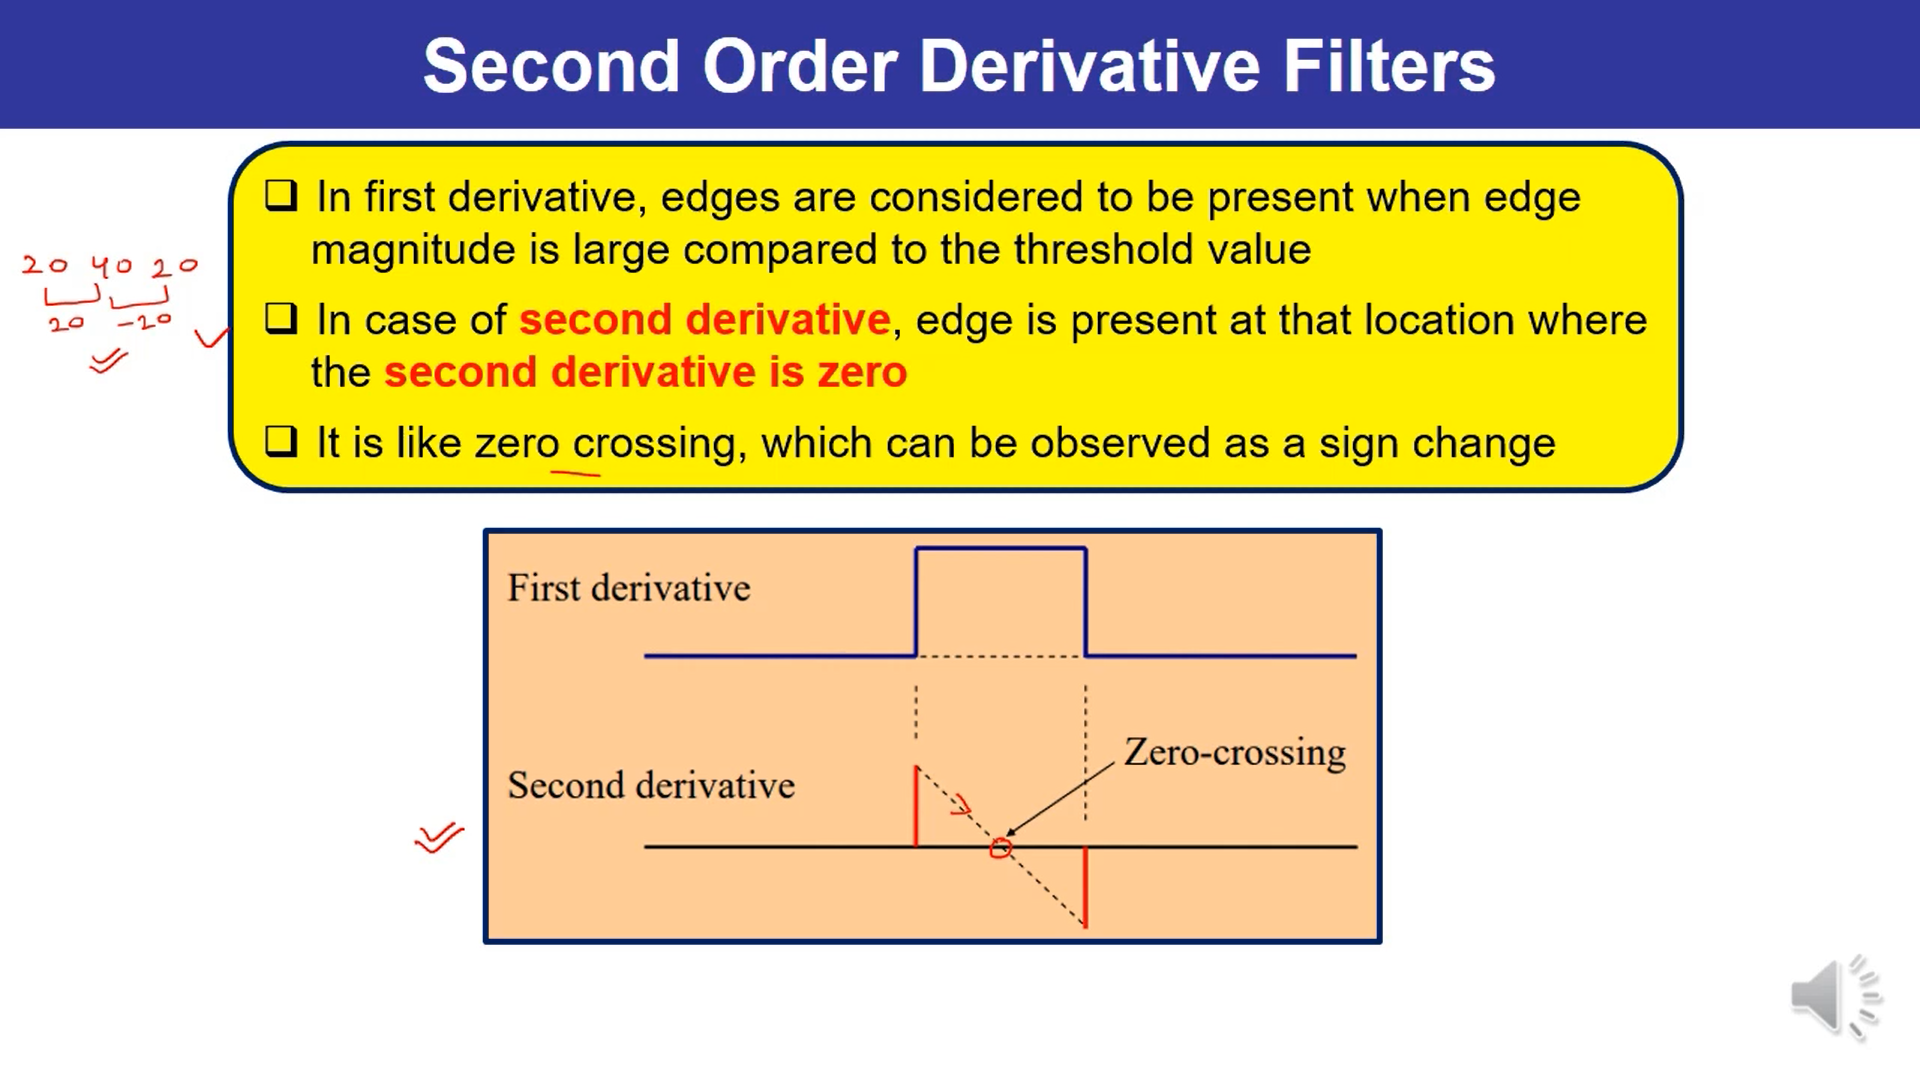 Second Order Derivative Filters
In first derivative, edges are considered to be present when edge
magnitude is large compared to the threshold value
20 40 20
20 -20
In case of second derivative, edge is present at that location where
the second derivative is zero
It is like zero crossing, which can be observed as a sign change
First derivative
Zero-crossing
Second derivative